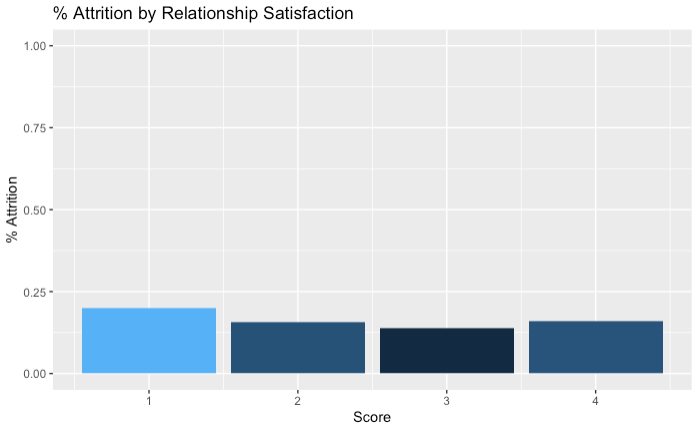 % Attrition by Relationship Satisfaction
1.00
0.75
0.50
0.25
0.00
% Attrition
1 2 3 4
Score